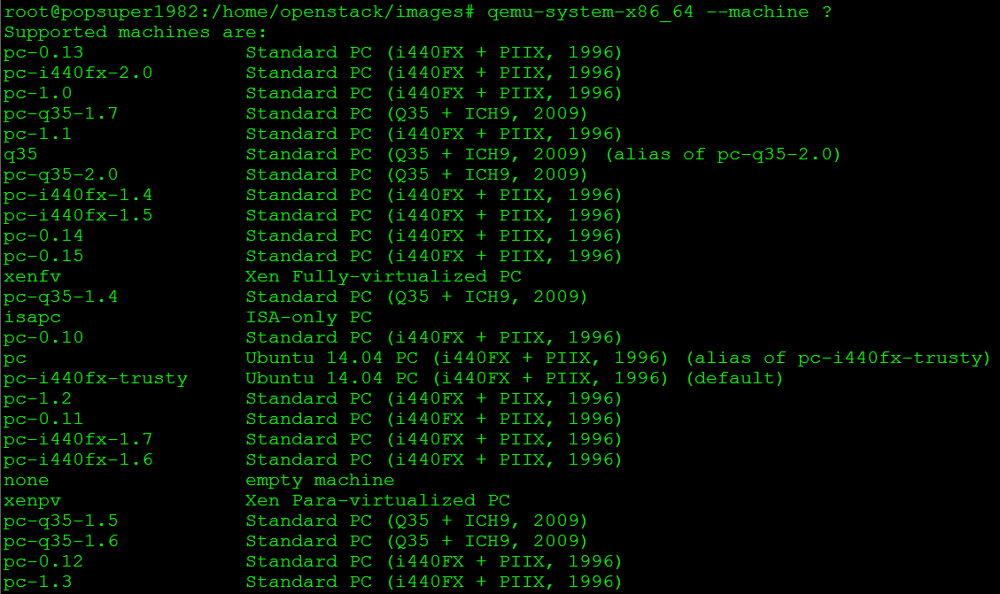 root@popsuper1982:/home/openstack/images# qemu-system-x86_64 --machine ?
Supported machines are:
pc-0.13              Standard PC (i440FX + PIIX, 1996)
pc-i440fx-2.0        Standard PC (i440FX + PIIX, 1996)
pc-1.0               Standard PC (i440FX + PIIX, 1996)
pc-q35-1.7           Standard PC (Q35 + ICH9, 2009)
pc-1.1               Standard PC (i440FX + PIIX, 1996)
q35                  Standard PC (Q35 + ICH9, 2009) (alias of pc-q35-2.0)
pc-q35-2.0           Standard PC (Q35 + ICH9, 2009)
pc-i440fx-1.4        Standard PC (i440FX + PIIX, 1996)
pc-i440fx-1.5        Standard PC (i440FX + PIIX, 1996)
pc-0.14              Standard PC (i440FX + PIIX, 1996)
pc-0.15              Standard PC (i440FX + PIIX, 1996)
xenfv                Xen Fully-virtualized PC
pc-q35-1.4           Standard PC (Q35 + ICH9, 2009)
isapc                ISA-only PC
pc-0.10              Standard PC (i440FX + PIIX, 1996)
pc                   Ubuntu 14.04 PC (i440FX + PIIX, 1996) (alias of pc-i440fx-trusty)
pc-i440fx-trusty     Ubuntu 14.04 PC (i440FX + PIIX, 1996) (default)
pc-1.2               Standard PC (i440FX + PIIX, 1996)
pc-0.11              Standard PC (i440FX + PIIX, 1996)
pc-i440fx-1.7        Standard PC (i440FX + PIIX, 1996)
pc-i440fx-1.6        Standard PC (i440FX + PIIX, 1996)
none                 empty machine
xenpv                Xen Para-virtualized PC
pc-q35-1.5           Standard PC (Q35 + ICH9, 2009)
pc-q35-1.6           Standard PC (Q35 + ICH9, 2009)
pc-0.12              Standard PC (i440FX + PIIX, 1996)
pc-1.3               Standard PC (i440FX + PIIX, 1996)